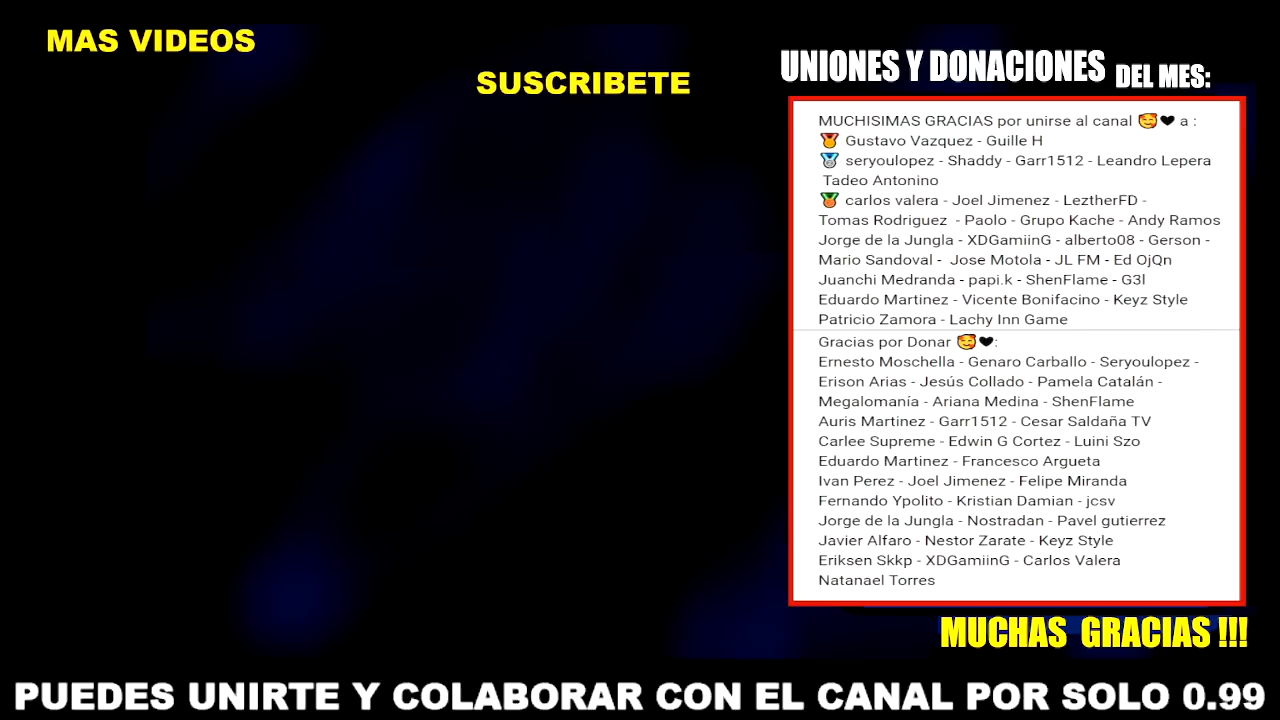 MAS VIDEOS
SUSCRIBETE
UNIONES Y DONACIONES DEL MES:
MUCHISIMAS GRACIAS por unirse al canal 🥰🖤 a :
🥇 Gustavo Vazquez - Guille H
🥈 seryoulopez - Shaddy - Garr1512 - Leandro Lepera
Tadeo Antonino
🥉 carlos valera - Joel Jimenez - LeztherFD -
Tomas Rodriguez - Paolo - Grupo Kache - Andy Ramos
Jorge de la Jungla - XDGamiinG - alberto08 - Gerson -
Mario Sandoval - Jose Motola - JL FM - Ed OjQn
Juanchi Medranda - papi.k - ShenFlame - G3l
Eduardo Martinez - Vicente Bonifacino - Keyz Style
Patricio Zamora - Lachy Inn Game
Gracias por Donar 🥰🖤:
Ernesto Moschella - Genaro Carballo - Seryoulopez -
Erison Arias - Jesús Collado - Pamela Catalán -
Megalomanía - Ariana Medina - ShenFlame
Auris Martinez - Garr1512 - Cesar Saldaña TV
Carlee Supreme - Edwin G Cortez - Luini Szo
Eduardo Martinez - Francesco Argueta
Ivan Perez - Joel Jimenez - Felipe Miranda
Fernando Ypolito - Kristian Damian - jcsv
Jorge de la Jungla - Nostradan - Pavel gutierrez
Javier Alfaro - Nestor Zarate - Keyz Style
Eriksen Skkp - XDGamiinG - Carlos Valera
Natanael Torres
MUCHAS GRACIAS !!!
PUEDES UNIRTE Y COLABORAR CON EL CANAL POR SOLO 0.99